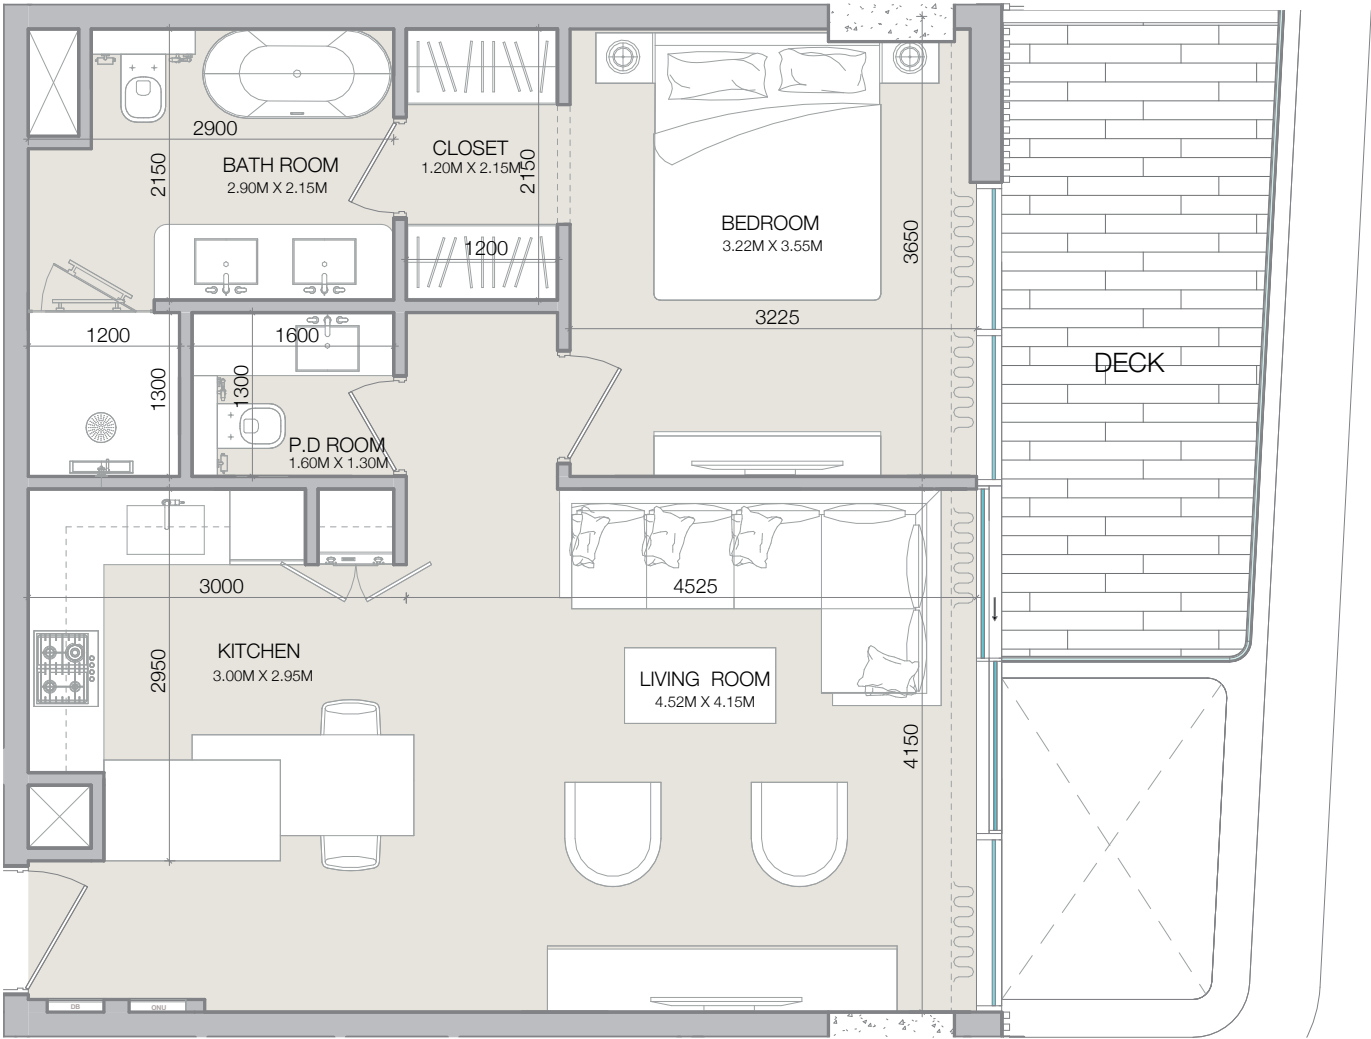 2900
2150
BATH ROOM
2.90M X 2.15M
CLOSET
1.20M X 2.15M
2150
1200
BEDROOM
3.22M X 3.55M
3650
3225
DECK
1200
1300
1600
1300
P.D ROOM
1.60M X 1.30M
3000
4525
KITCHEN
3.00M X 2.95M
2950
LIVING ROOM
4.52M X 4.15M
4150
DB
ONU